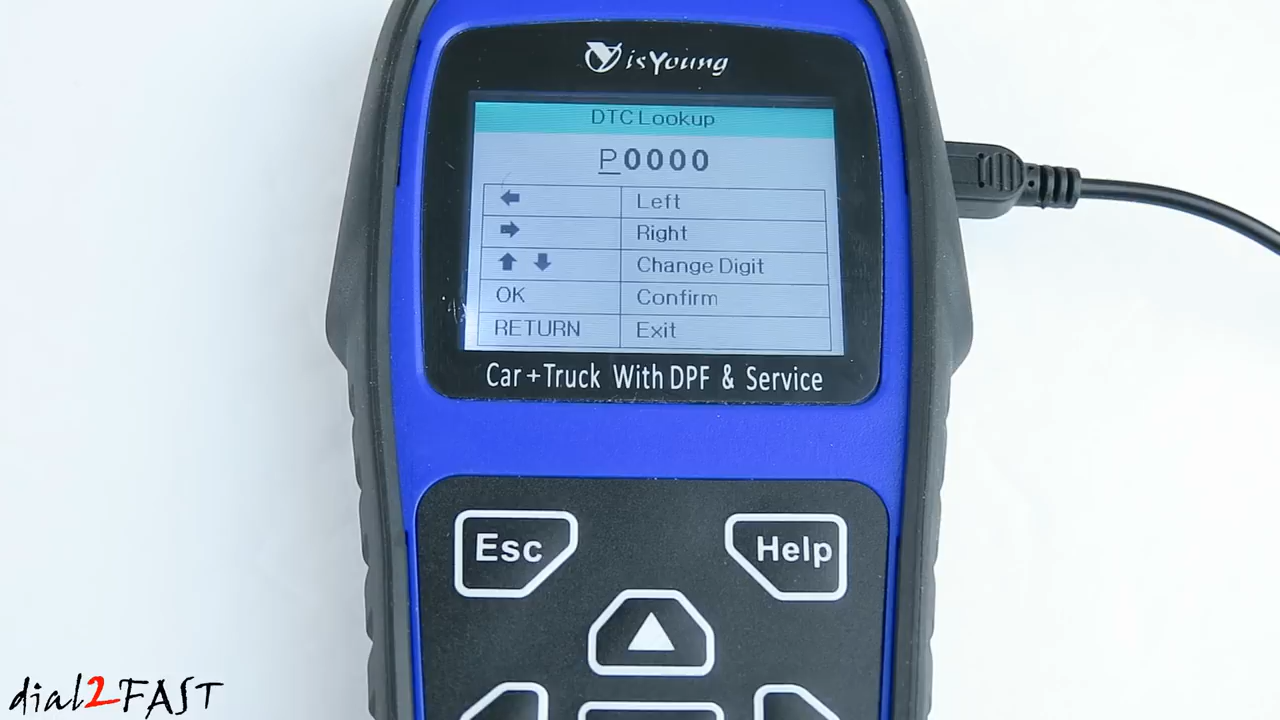 isYoung
DTC Lookup
P0000
← Left
→ Right
↑ ↓ Change Digit
OK Confirm
RETURN Exit
Car+Truck With DPF & Service
Esc Help
dial2FAST